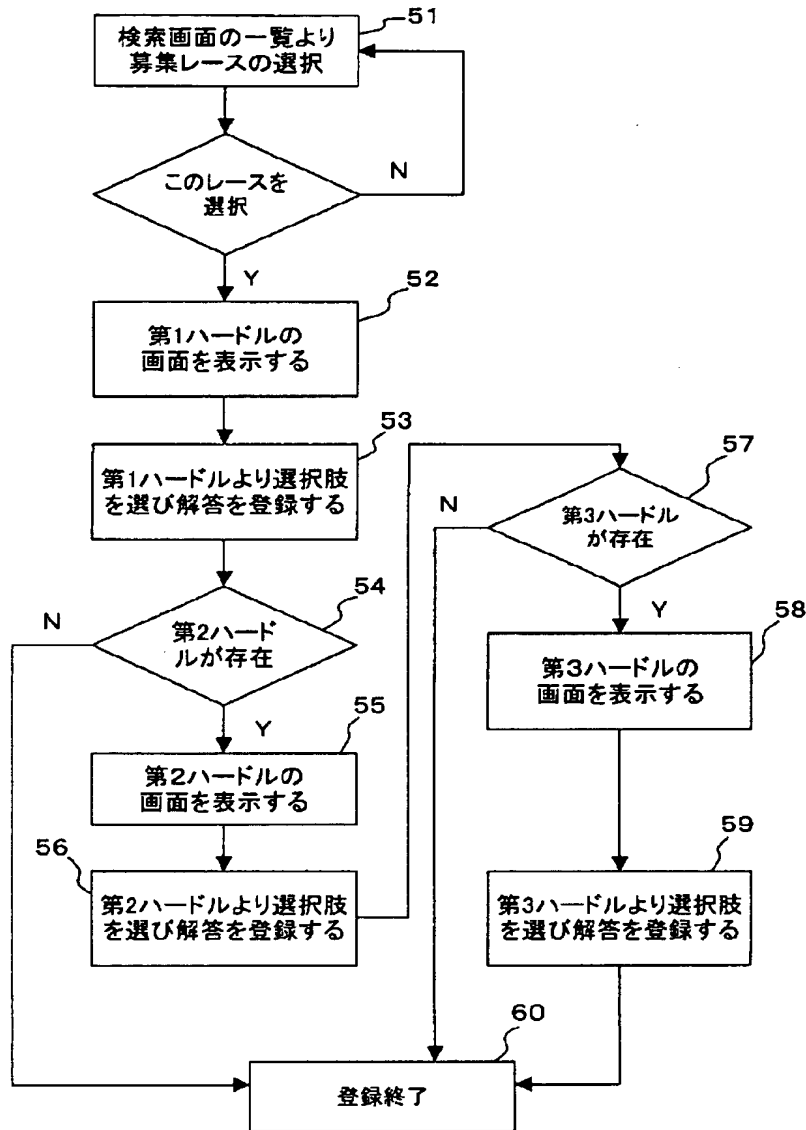 51
検索画面の一覧より
募集レースの選択
このレースを
選択
N
Y
52
第1ハードルの
画面を表示する
53
第1ハードルより選択肢
を選び解答を登録する
54
第2ハード
ルが存在
N
Y
55
第2ハードルの
画面を表示する
56
第2ハードルより選択肢
を選び解答を登録する
57
第3ハードル
が存在
N
Y
58
第3ハードルの
画面を表示する
59
第3ハードルより選択肢
を選び解答を登録する
60
登録終了